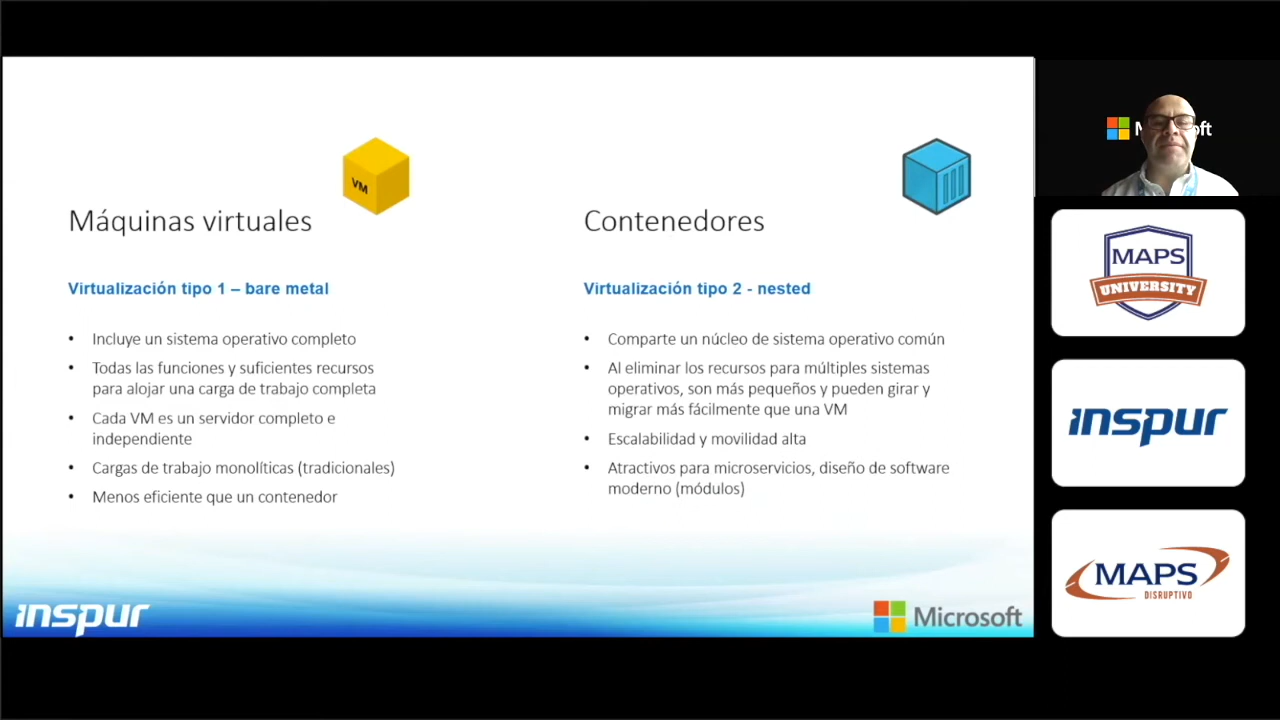 VM
Máquinas virtuales
Virtualización tipo 1 – bare metal
• Incluye un sistema operativo completo
• Todas las funciones y suficientes recursos
para alojar una carga de trabajo completa
• Cada VM es un servidor completo e
independiente
• Cargas de trabajo monolíticas (tradicionales)
• Menos eficiente que un contenedor
Contenedores
Virtualización tipo 2 - nested
• Comparte un núcleo de sistema operativo común
• Al eliminar los recursos para múltiples sistemas
operativos, son más pequeños y pueden girar y
migrar más fácilmente que una VM
• Escalabilidad y movilidad alta
• Atractivos para microservicios, diseño de software
moderno (módulos)
inspur
Microsoft
MAPS
UNIVERSITY
inspur
MAPS
DISRUPTIVO